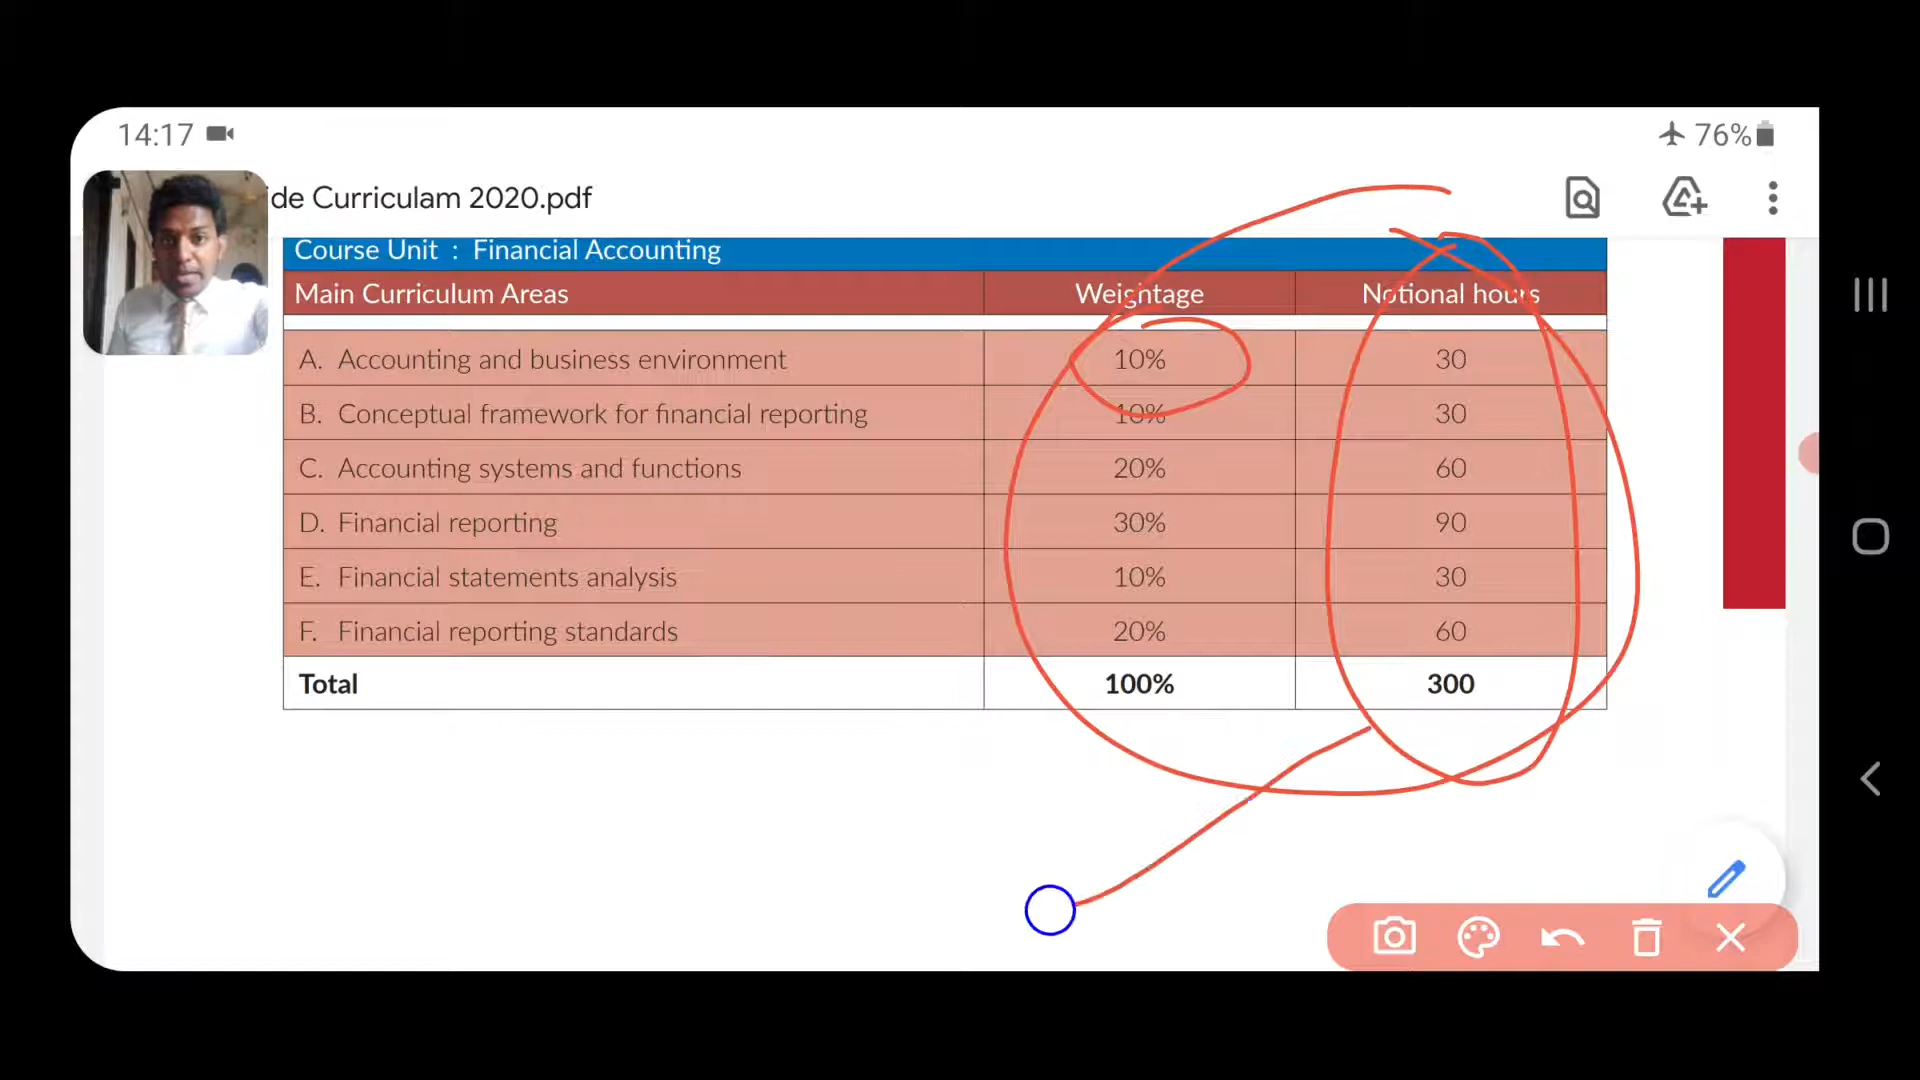 14:17 76%
de Curriculam 2020.pdf
Course Unit : Financial Accounting
Main Curriculum Areas Weightage Notional hours
A. Accounting and business environment 10% 30
B. Conceptual framework for financial reporting 10% 30
C. Accounting systems and functions 20% 60
D. Financial reporting 30% 90
E. Financial statements analysis 10% 30
F. Financial reporting standards 20% 60
Total 100% 300